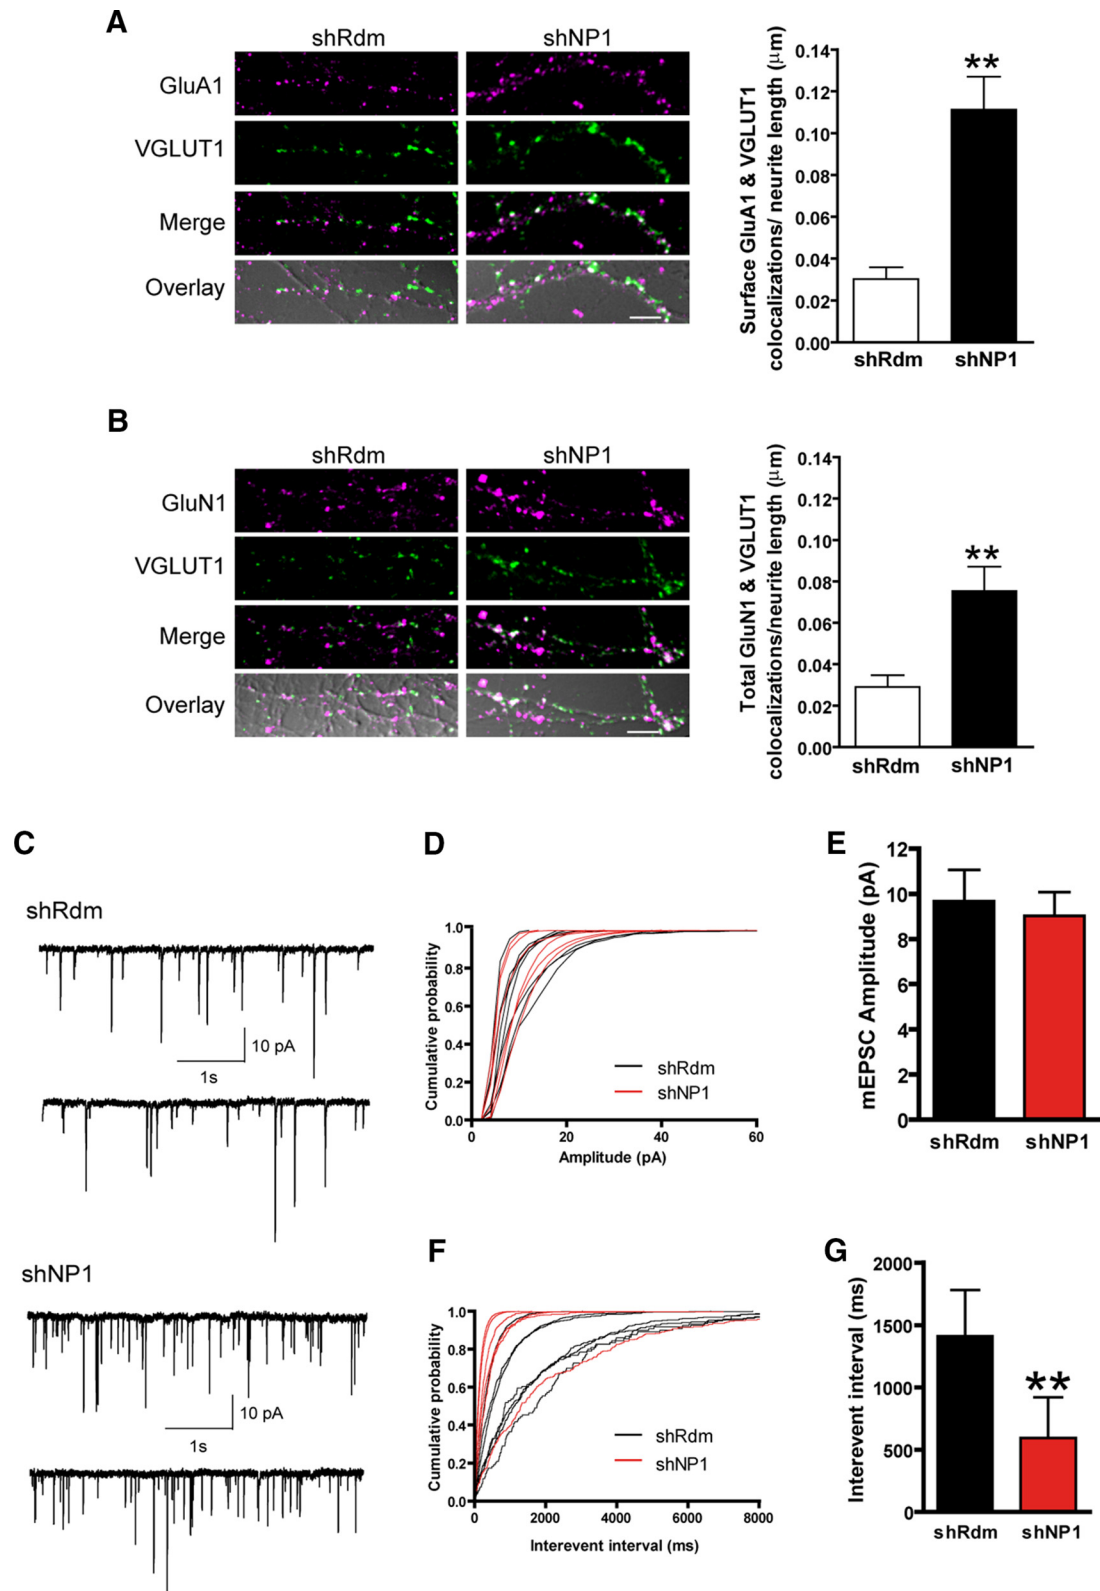 A
shRdm
shNP1
GluA1
VGLUT1
Merge
Overlay
Surface GluA1 & VGLUT1
colocalizations/ neurite length (μm)
0.14
0.12
0.10
0.08
0.06
0.04
0.02
0.00
**
shRdm
shNP1
B
shRdm
shNP1
GluN1
VGLUT1
Merge
Overlay
Total GluN1 & VGLUT1
colocalizations/neurite length (μm)
0.14
0.12
0.10
0.08
0.06
0.04
0.02
0.00
**
shRdm
shNP1
C
shRdm
10 pA
1s
shNP1
10 pA
1s
D
Cumulative probability
1.0
0.8
0.6
0.4
0.2
0.0
shRdm
shNP1
0
20
40
60
Amplitude (pA)
E
mEPSC Amplitude (pA)
12
10
8
6
4
2
0
shRdm
shNP1
F
Cumulative probability
1.0
0.8
0.6
0.4
0.2
0.0
shRdm
shNP1
0
2000
4000
6000
8000
Interevent interval (ms)
G
Interevent interval (ms)
2000
1500
1000
500
0
**
shRdm
shNP1